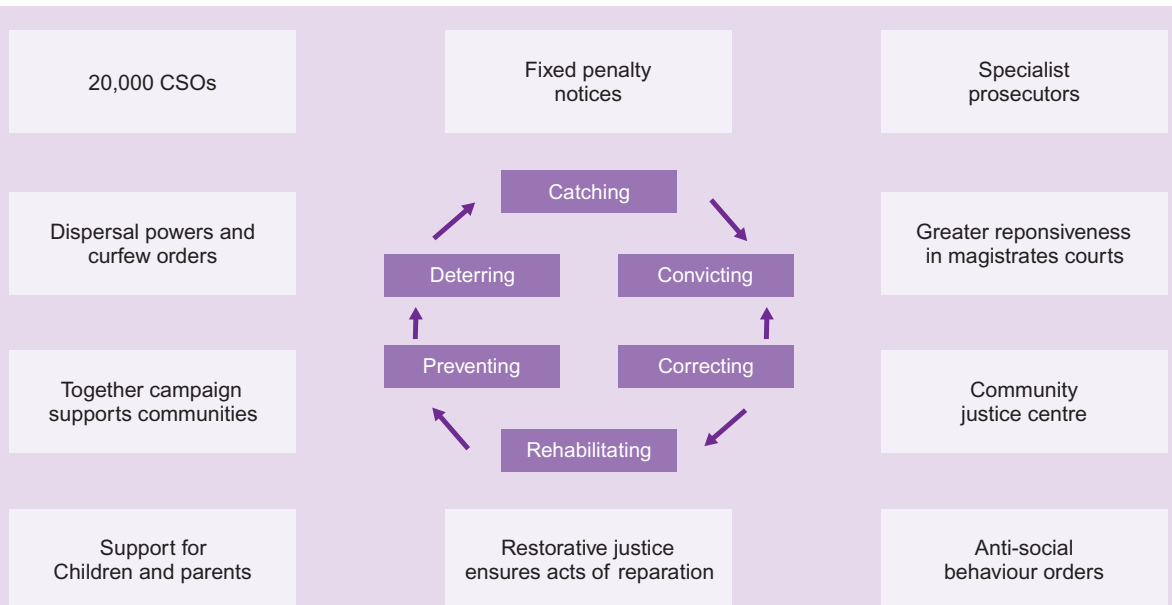 20,000 CSOs
Fixed penalty
notices
Specialist
prosecutors
Catching
Dispersal powers and
curfew orders
Deterring
Convicting
Greater reponsiveness
in magistrates courts
Preventing
Correcting
Together campaign
supports communities
Community
justice centre
Rehabilitating
Support for
Children and parents
Restorative justice
ensures acts of reparation
Anti-social
behaviour orders